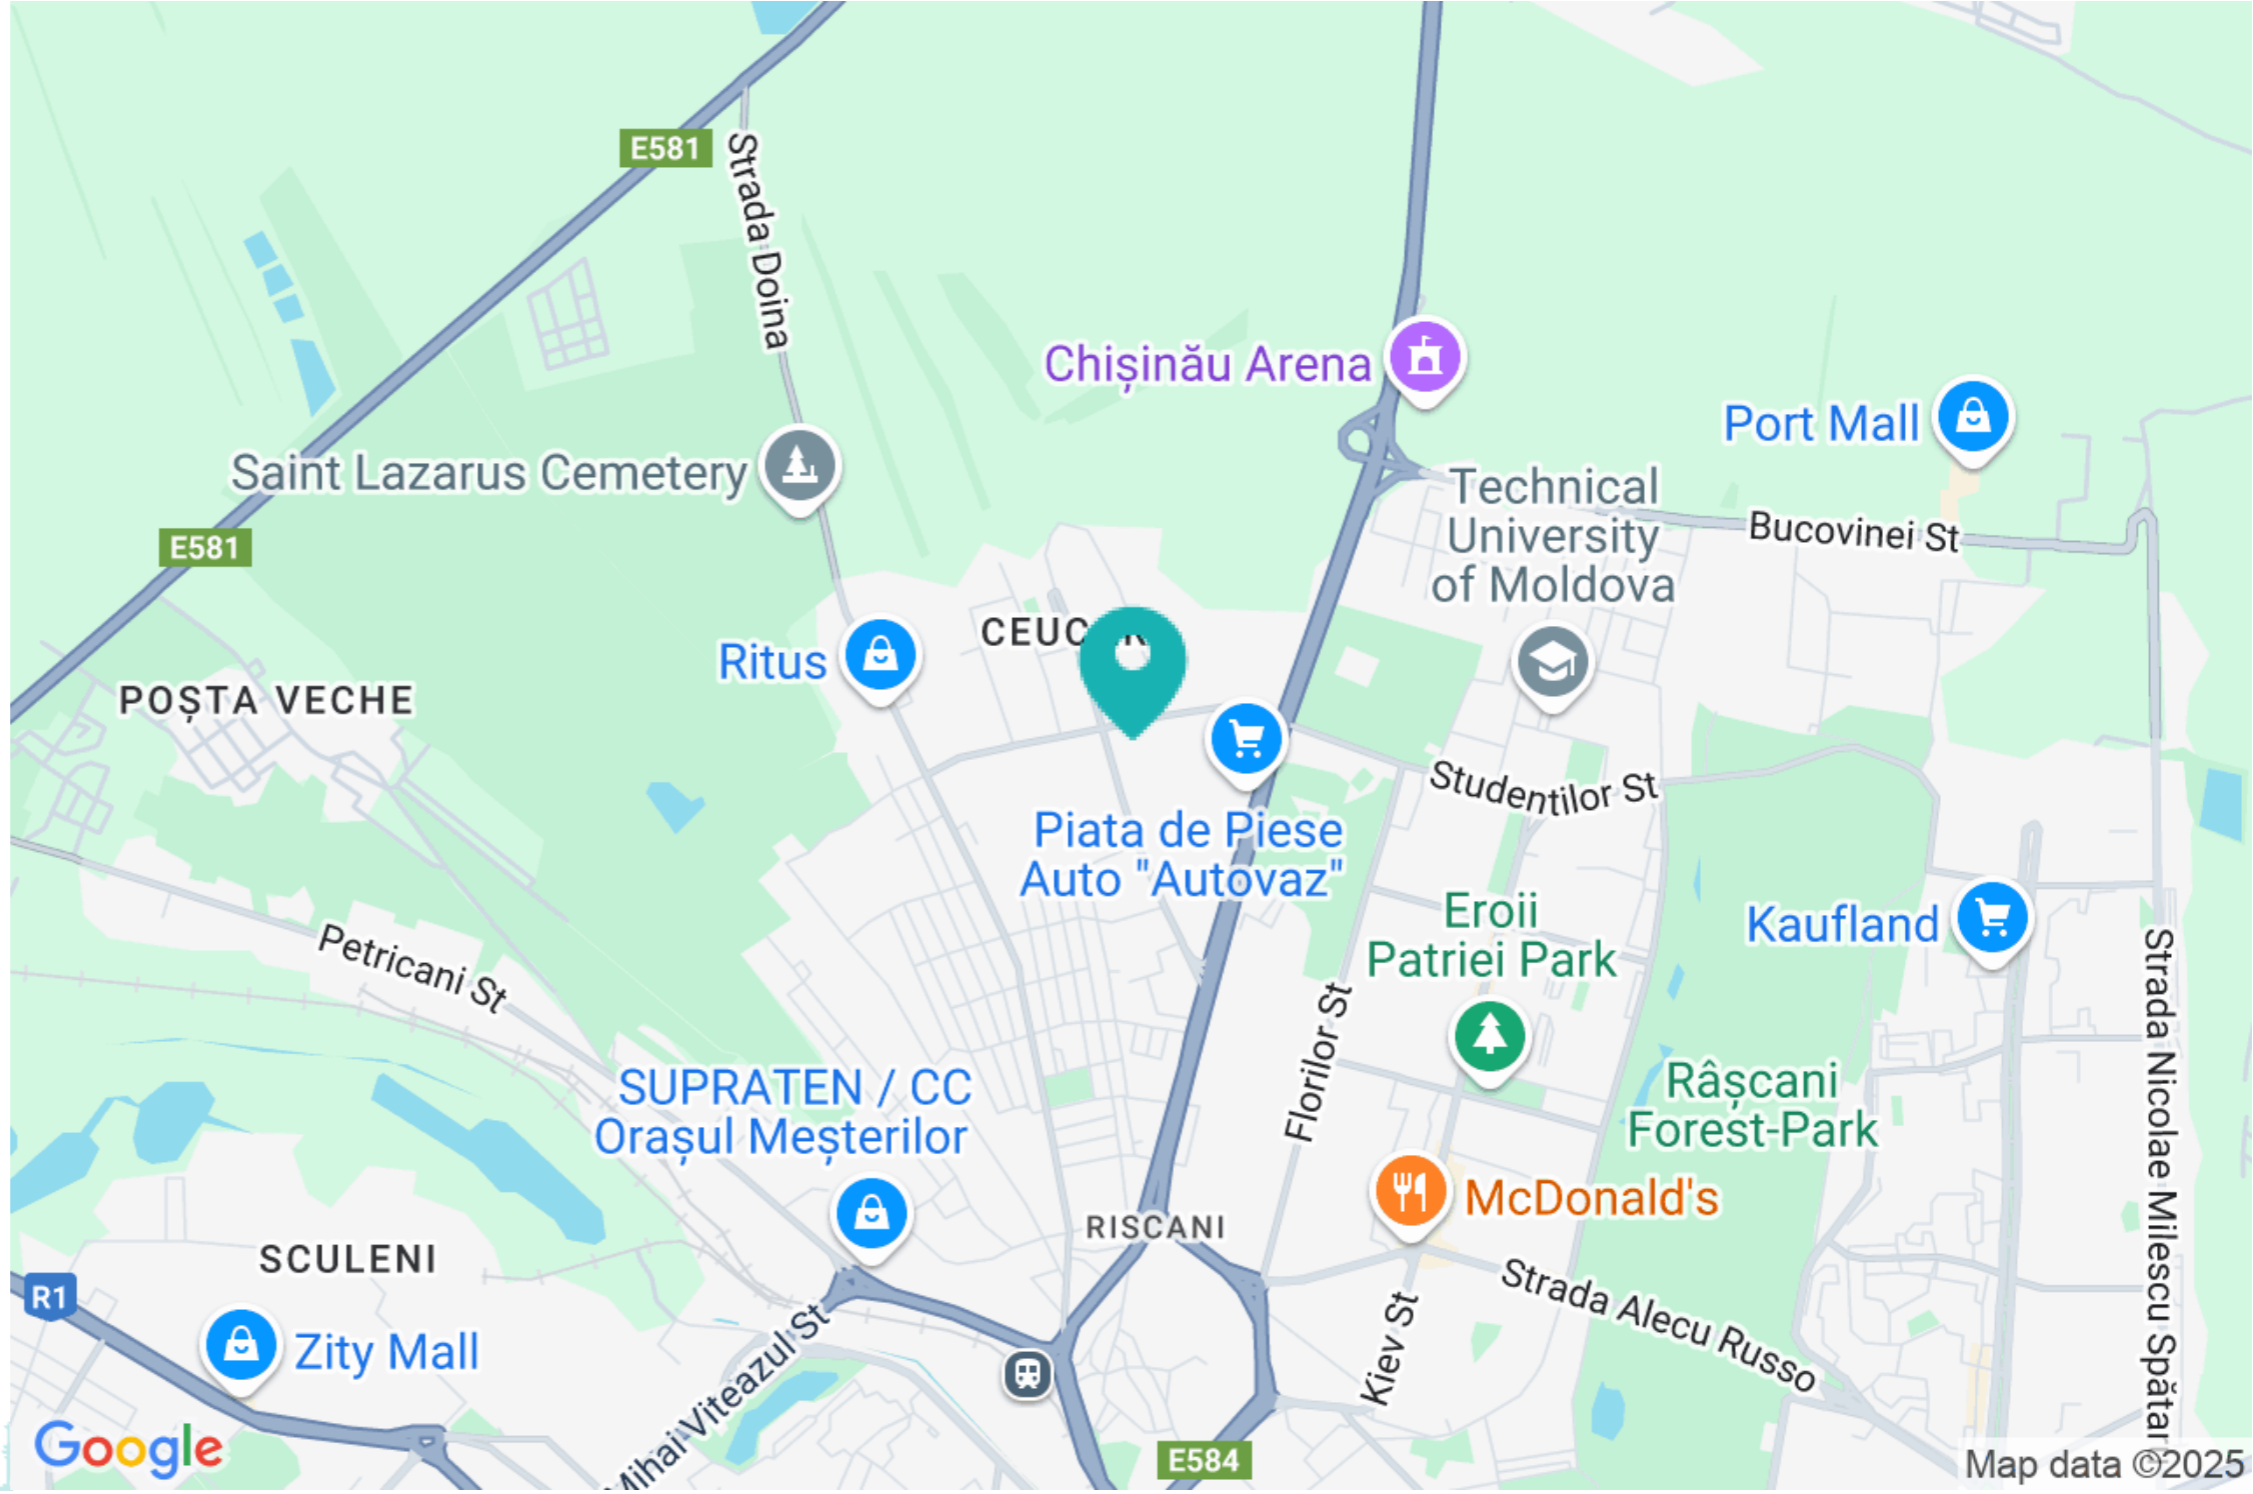 E581
Strada Doina
Chișinău Arena
Port Mall
Saint Lazarus Cemetery
Technical
University
of Moldova
Bucovinei St
E581
Ritus
POȘTA VECHE
Studentilor St
Piata de Piese
Auto "Autovaz"
Eroii
Patriei Park
Kaufland
Petricani St
Florilor St
Strada Nicolae Milescu Spătar
SUPRATEN / CC
Orașul Meșterilor
Râșcani
Forest-Park
McDonald's
RISCANI
SCULENI
R1
Strada Alecu Russo
Zity Mall
Kiev St
Mihai Viteazul St
Google
E584
Map data ©2025